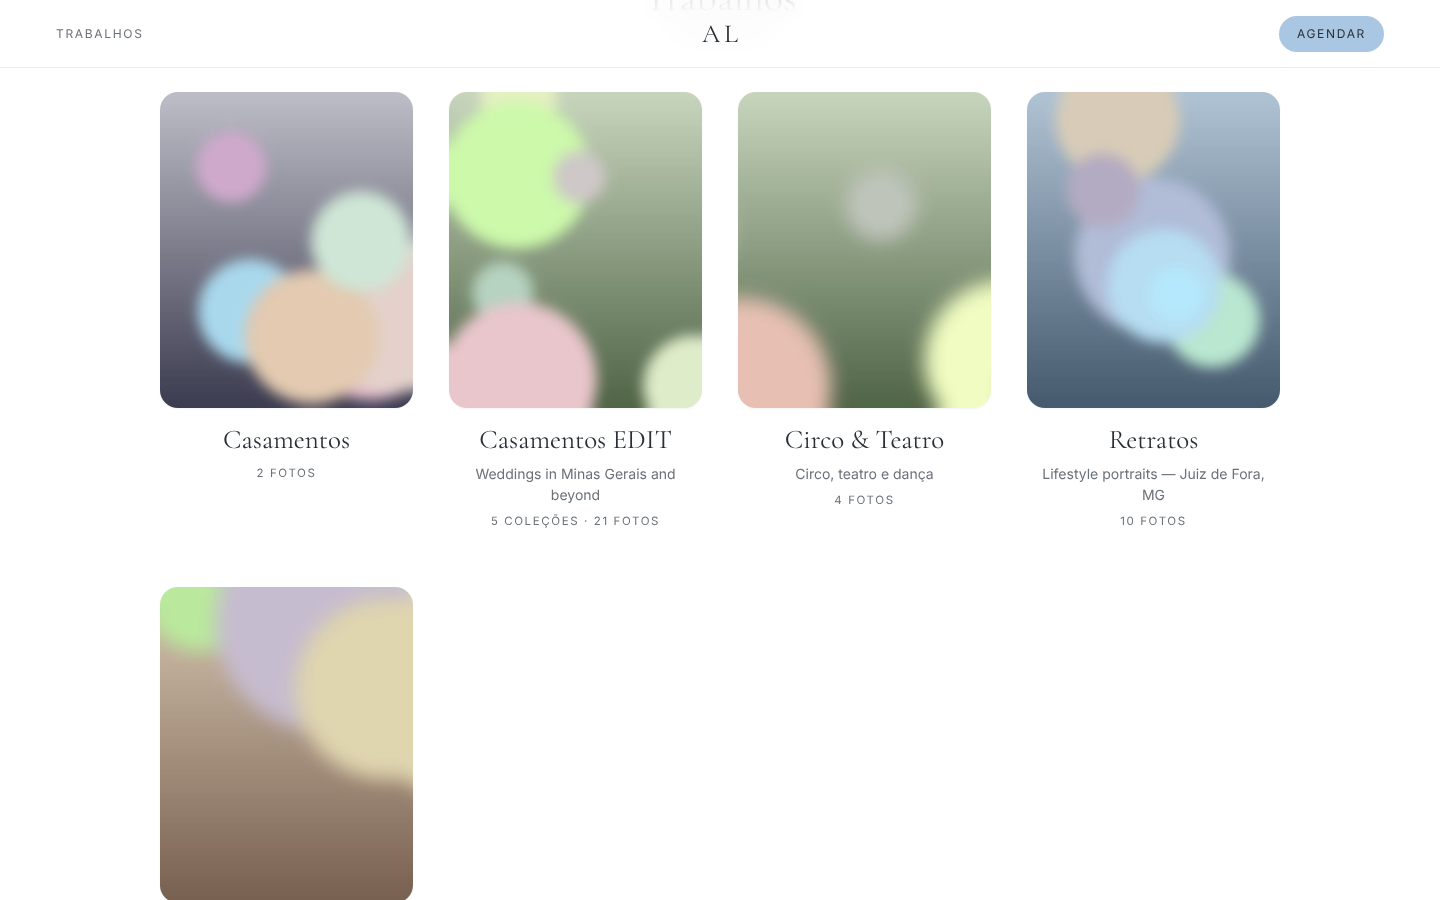 Trabalhos
TRABALHOS
AL
AGENDAR
Casamentos
2 FOTOS
Casamentos EDIT
Weddings in Minas Gerais and
beyond
5 COLEÇÕES · 21 FOTOS
Circo & Teatro
Circo, teatro e dança
4 FOTOS
Retratos
Lifestyle portraits — Juiz de Fora,
MG
10 FOTOS